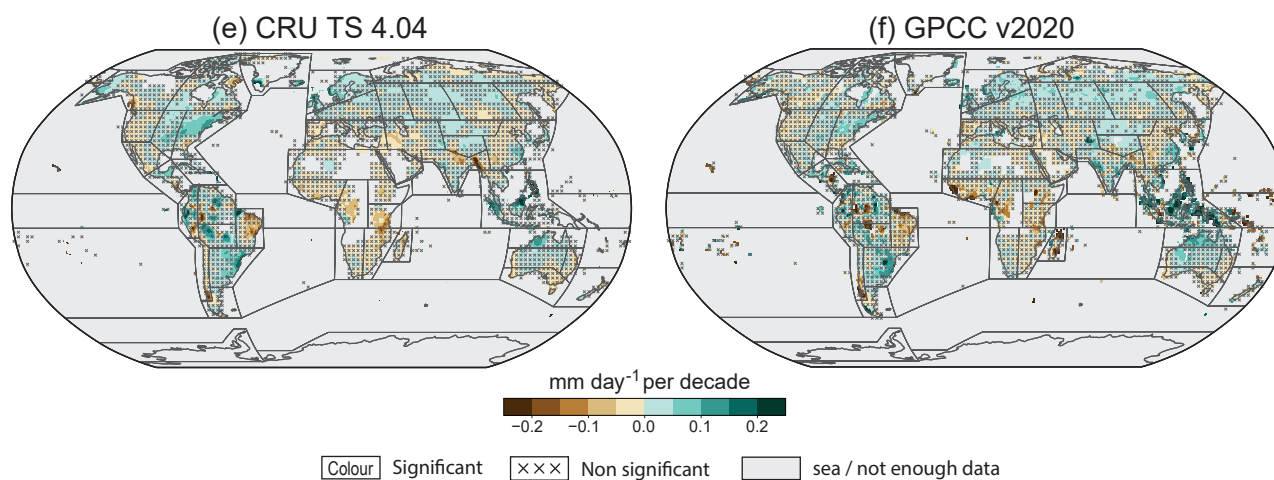 (e) CRU TS 4.04
(f) GPCC v2020
mm day⁻¹ per decade
−0.2 −0.1 0.0 0.1 0.2
Colour Significant ××× Non significant sea / not enough data